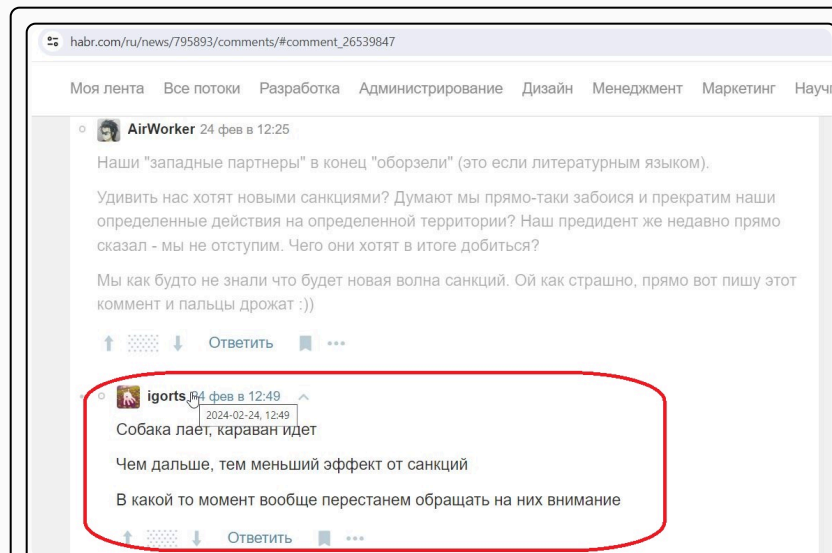 habr.com/ru/news/795893/comments/#comment_26539847
Моя лента Все потоки Разработка Администрирование Дизайн Менеджмент Маркетинг
AirWorker 24 фев в 12:25
Наши "западные партнеры" в конец "оборзели" (это если литературным языком).
Удивить нас хотят новыми санкциями? Думают мы прямо-таки забоися и прекратим наши
определенные действия на определенной территории? Наш предидент же недавно прямо
сказал - мы не отступим. Чего они хотят в итоге добиться?
Мы как будто не знали что будет новая волна санкций. Ой как страшно, прямо вот пишу этот
коммент и пальцы дрожат :))
Ответить
igorts 24 фев в 12:49
2024-02-24, 12:49
Собака лает, караван идет
Чем дальше, тем меньший эффект от санкций
В какой то момент вообще перестанем обращать на них внимание
Ответить